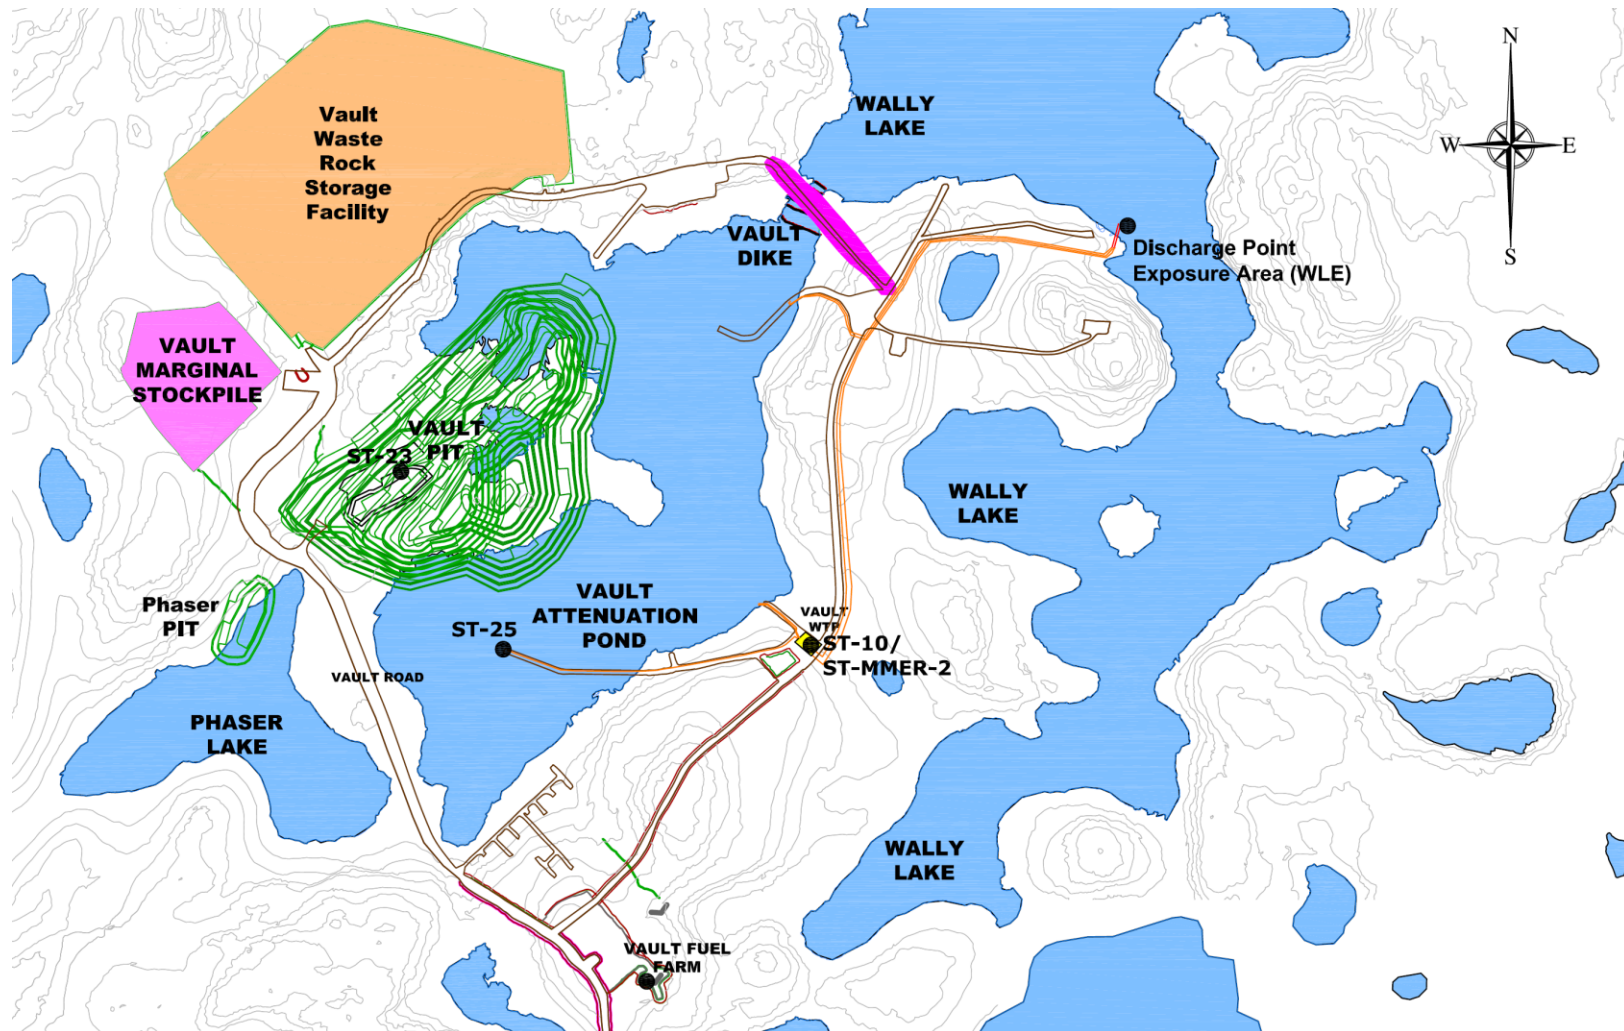 Vault
Waste
Rock
Storage
Facility
WALLY
LAKE
N
W
E
S
VAULT
DIKE
Discharge Point
Exposure Area (WLE)
VAULT
MARGINAL
STOCKPILE
VAULT
PIT
ST-23
WALLY
LAKE
Phaser
PIT
VAULT
ATTENUATION
POND
ST-25
VAULT
WTP
ST-10/
ST-MMER-2
VAULT ROAD
PHASER
LAKE
WALLY
LAKE
VAULT FUEL
FARM